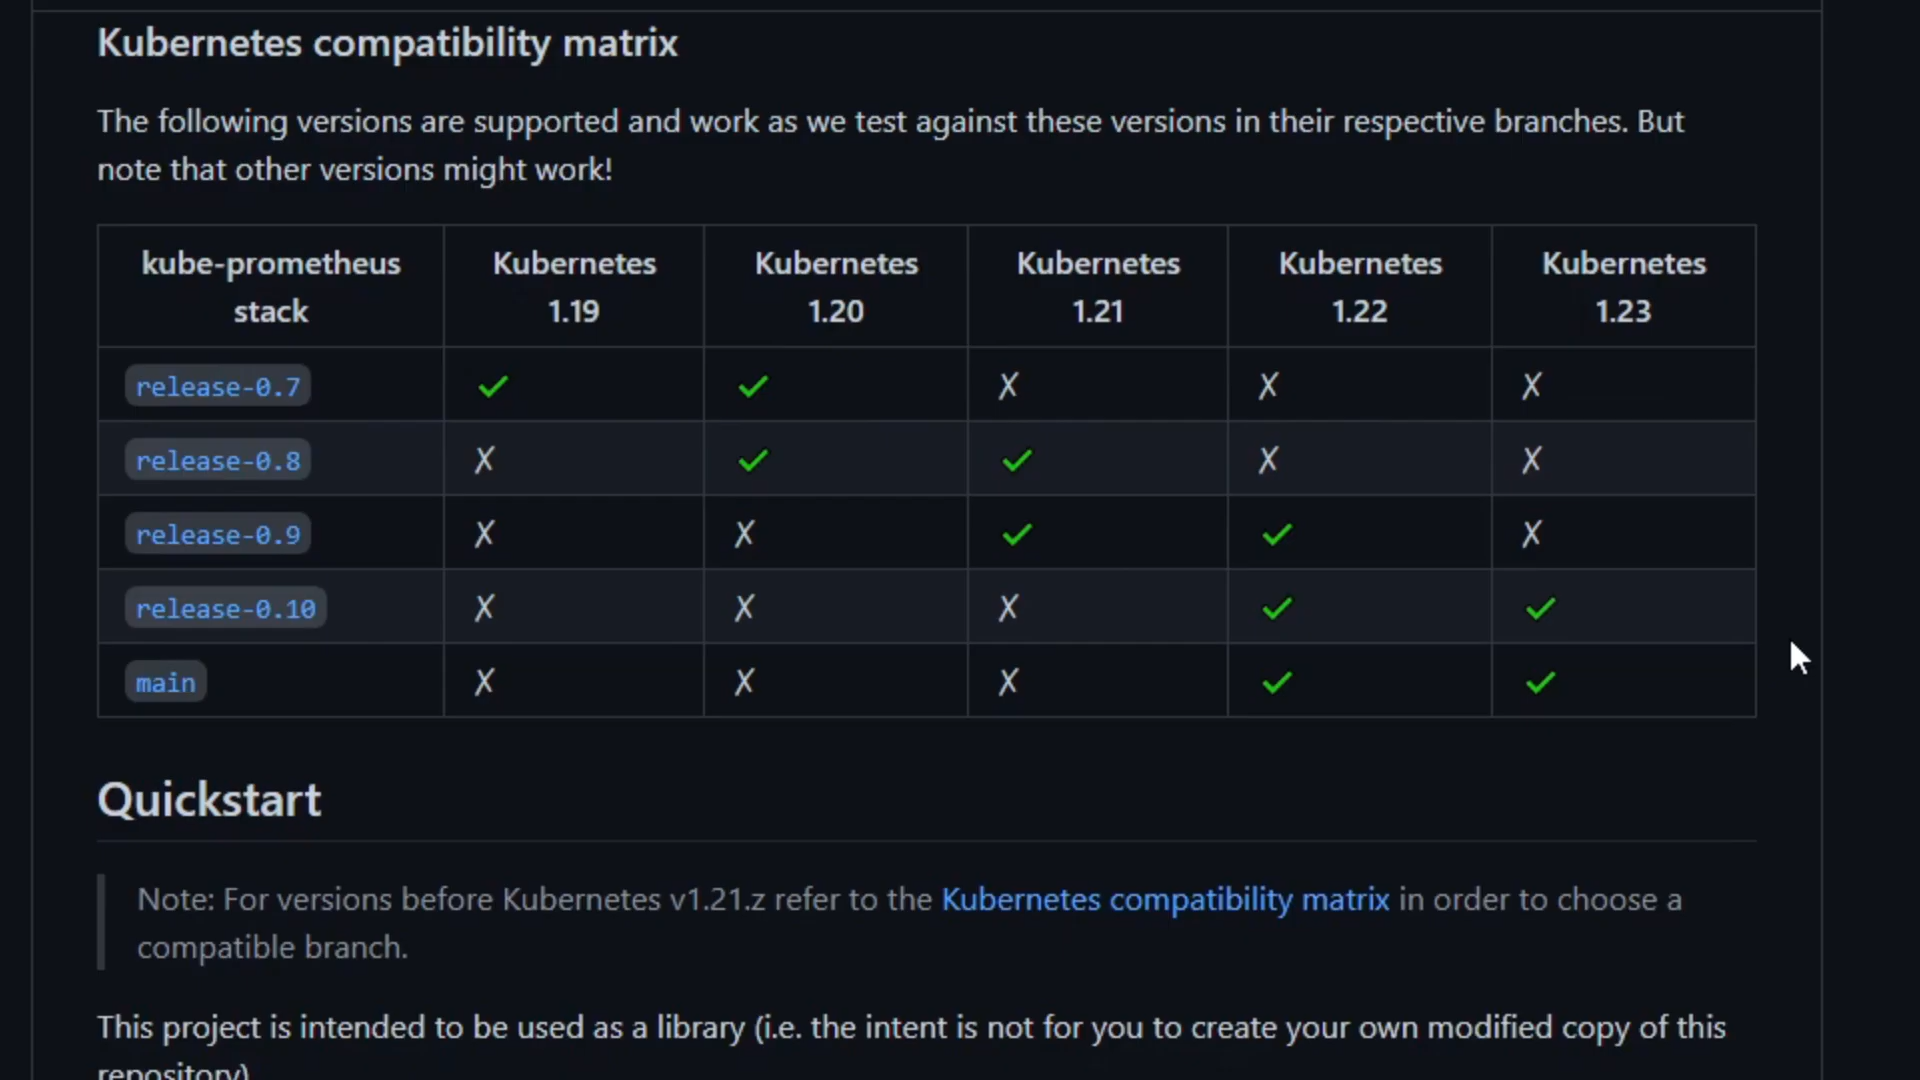 Kubernetes compatibility matrix
The following versions are supported and work as we test against these versions in their respective branches. But
note that other versions might work!
kube-prometheus stack Kubernetes 1.19 Kubernetes 1.20 Kubernetes 1.21 Kubernetes 1.22 Kubernetes 1.23
release-0.7 ✔ ✔ ✗ ✗ ✗
release-0.8 ✗ ✔ ✔ ✗ ✗
release-0.9 ✗ ✗ ✔ ✔ ✗
release-0.10 ✗ ✗ ✗ ✔ ✔
main ✗ ✗ ✗ ✔ ✔
Quickstart
Note: For versions before Kubernetes v1.21.z refer to the Kubernetes compatibility matrix in order to choose a
compatible branch.
This project is intended to be used as a library (i.e. the intent is not for you to create your own modified copy of this
repository)